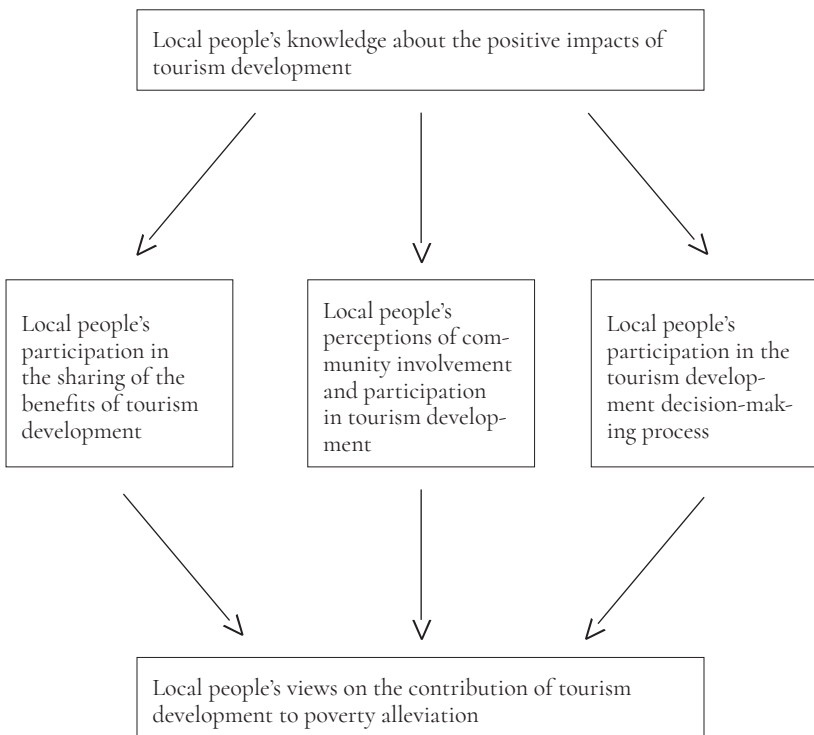 Local people’s knowledge about the positive impacts of
tourism development
Local people’s
participation in
the sharing of the
benefits of tourism
development
Local people’s
perceptions of com-
munity involvement
and participation
in tourism develop-
ment
Local people’s
participation in the
tourism develop-
ment decision-mak-
ing process
Local people’s views on the contribution of tourism
development to poverty alleviation